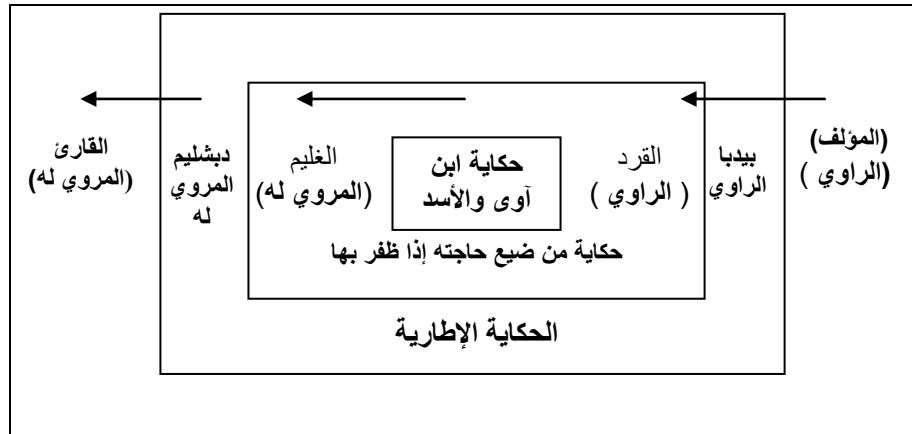 (المؤلف)
(الراوي )
بيدبا
الراوي
القرد
( الراوي )
حكاية ابن
آوى والأسد
الغليم
(المروي له)
دبشليم
المروي
له
القارئ
(المروي له)
حكاية من ضيع حاجته إذا ظفر بها
الحكاية الإطارية